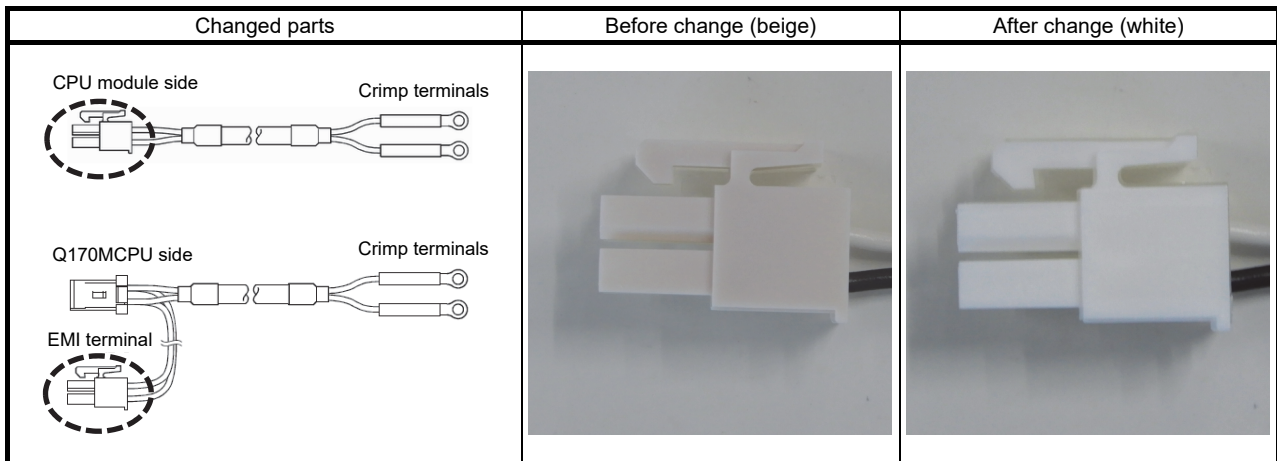 Changed parts
Before change (beige)
After change (white)
CPU module side
Crimp terminals
Q170MCPU side
Crimp terminals
EMI terminal